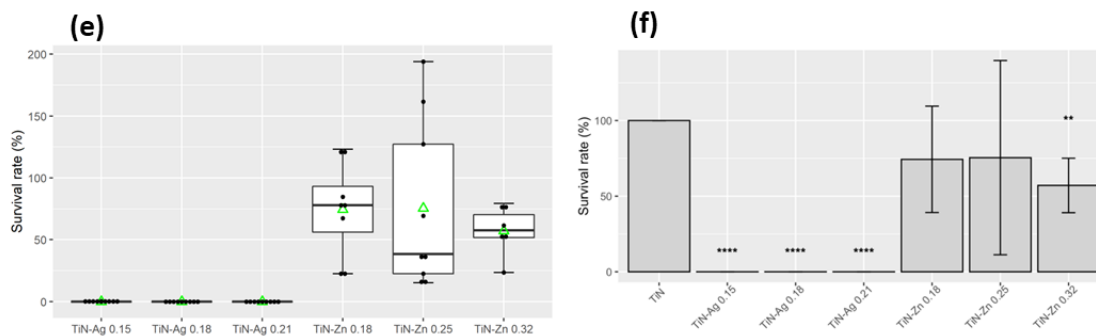 (e)
Survival rate (%)
200
150
100
50
0
TiN-Ag 0.15 TiN-Ag 0.18 TiN-Ag 0.21 TiN-Zn 0.18 TiN-Zn 0.25 TiN-Zn 0.32
(f)
Survival rate (%)
100
50
0
**
**** **** ****
TiN TiN-Ag 0.15 TiN-Ag 0.18 TiN-Ag 0.21 TiN-Zn 0.18 TiN-Zn 0.25 TiN-Zn 0.32